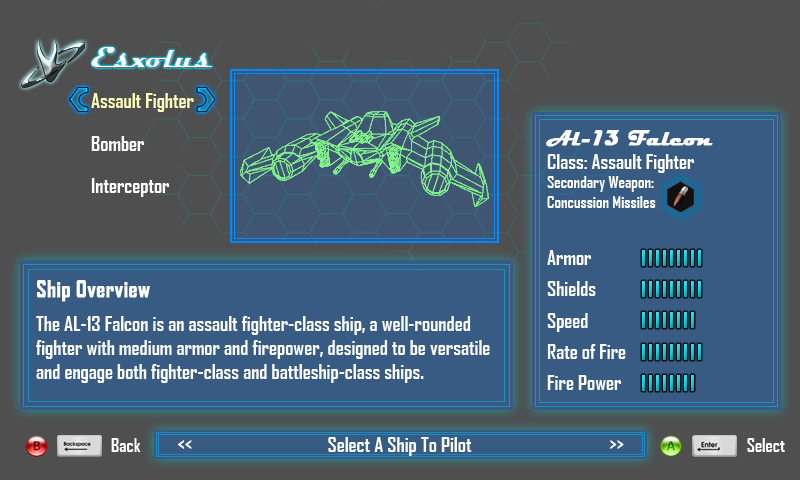 Esxolus
Assault Fighter
Bomber
Interceptor
AL-13 Falcon
Class: Assault Fighter
Secondary Weapon:
Concussion Missiles
Armor
Shields
Speed
Rate of Fire
Fire Power
Ship Overview
The AL-13 Falcon is an assault fighter-class ship, a well-rounded
fighter with medium armor and firepower, designed to be versatile
and engage both fighter-class and battleship-class ships.
B Backspace Back
<< Select A Ship To Pilot >>
A Enter Select